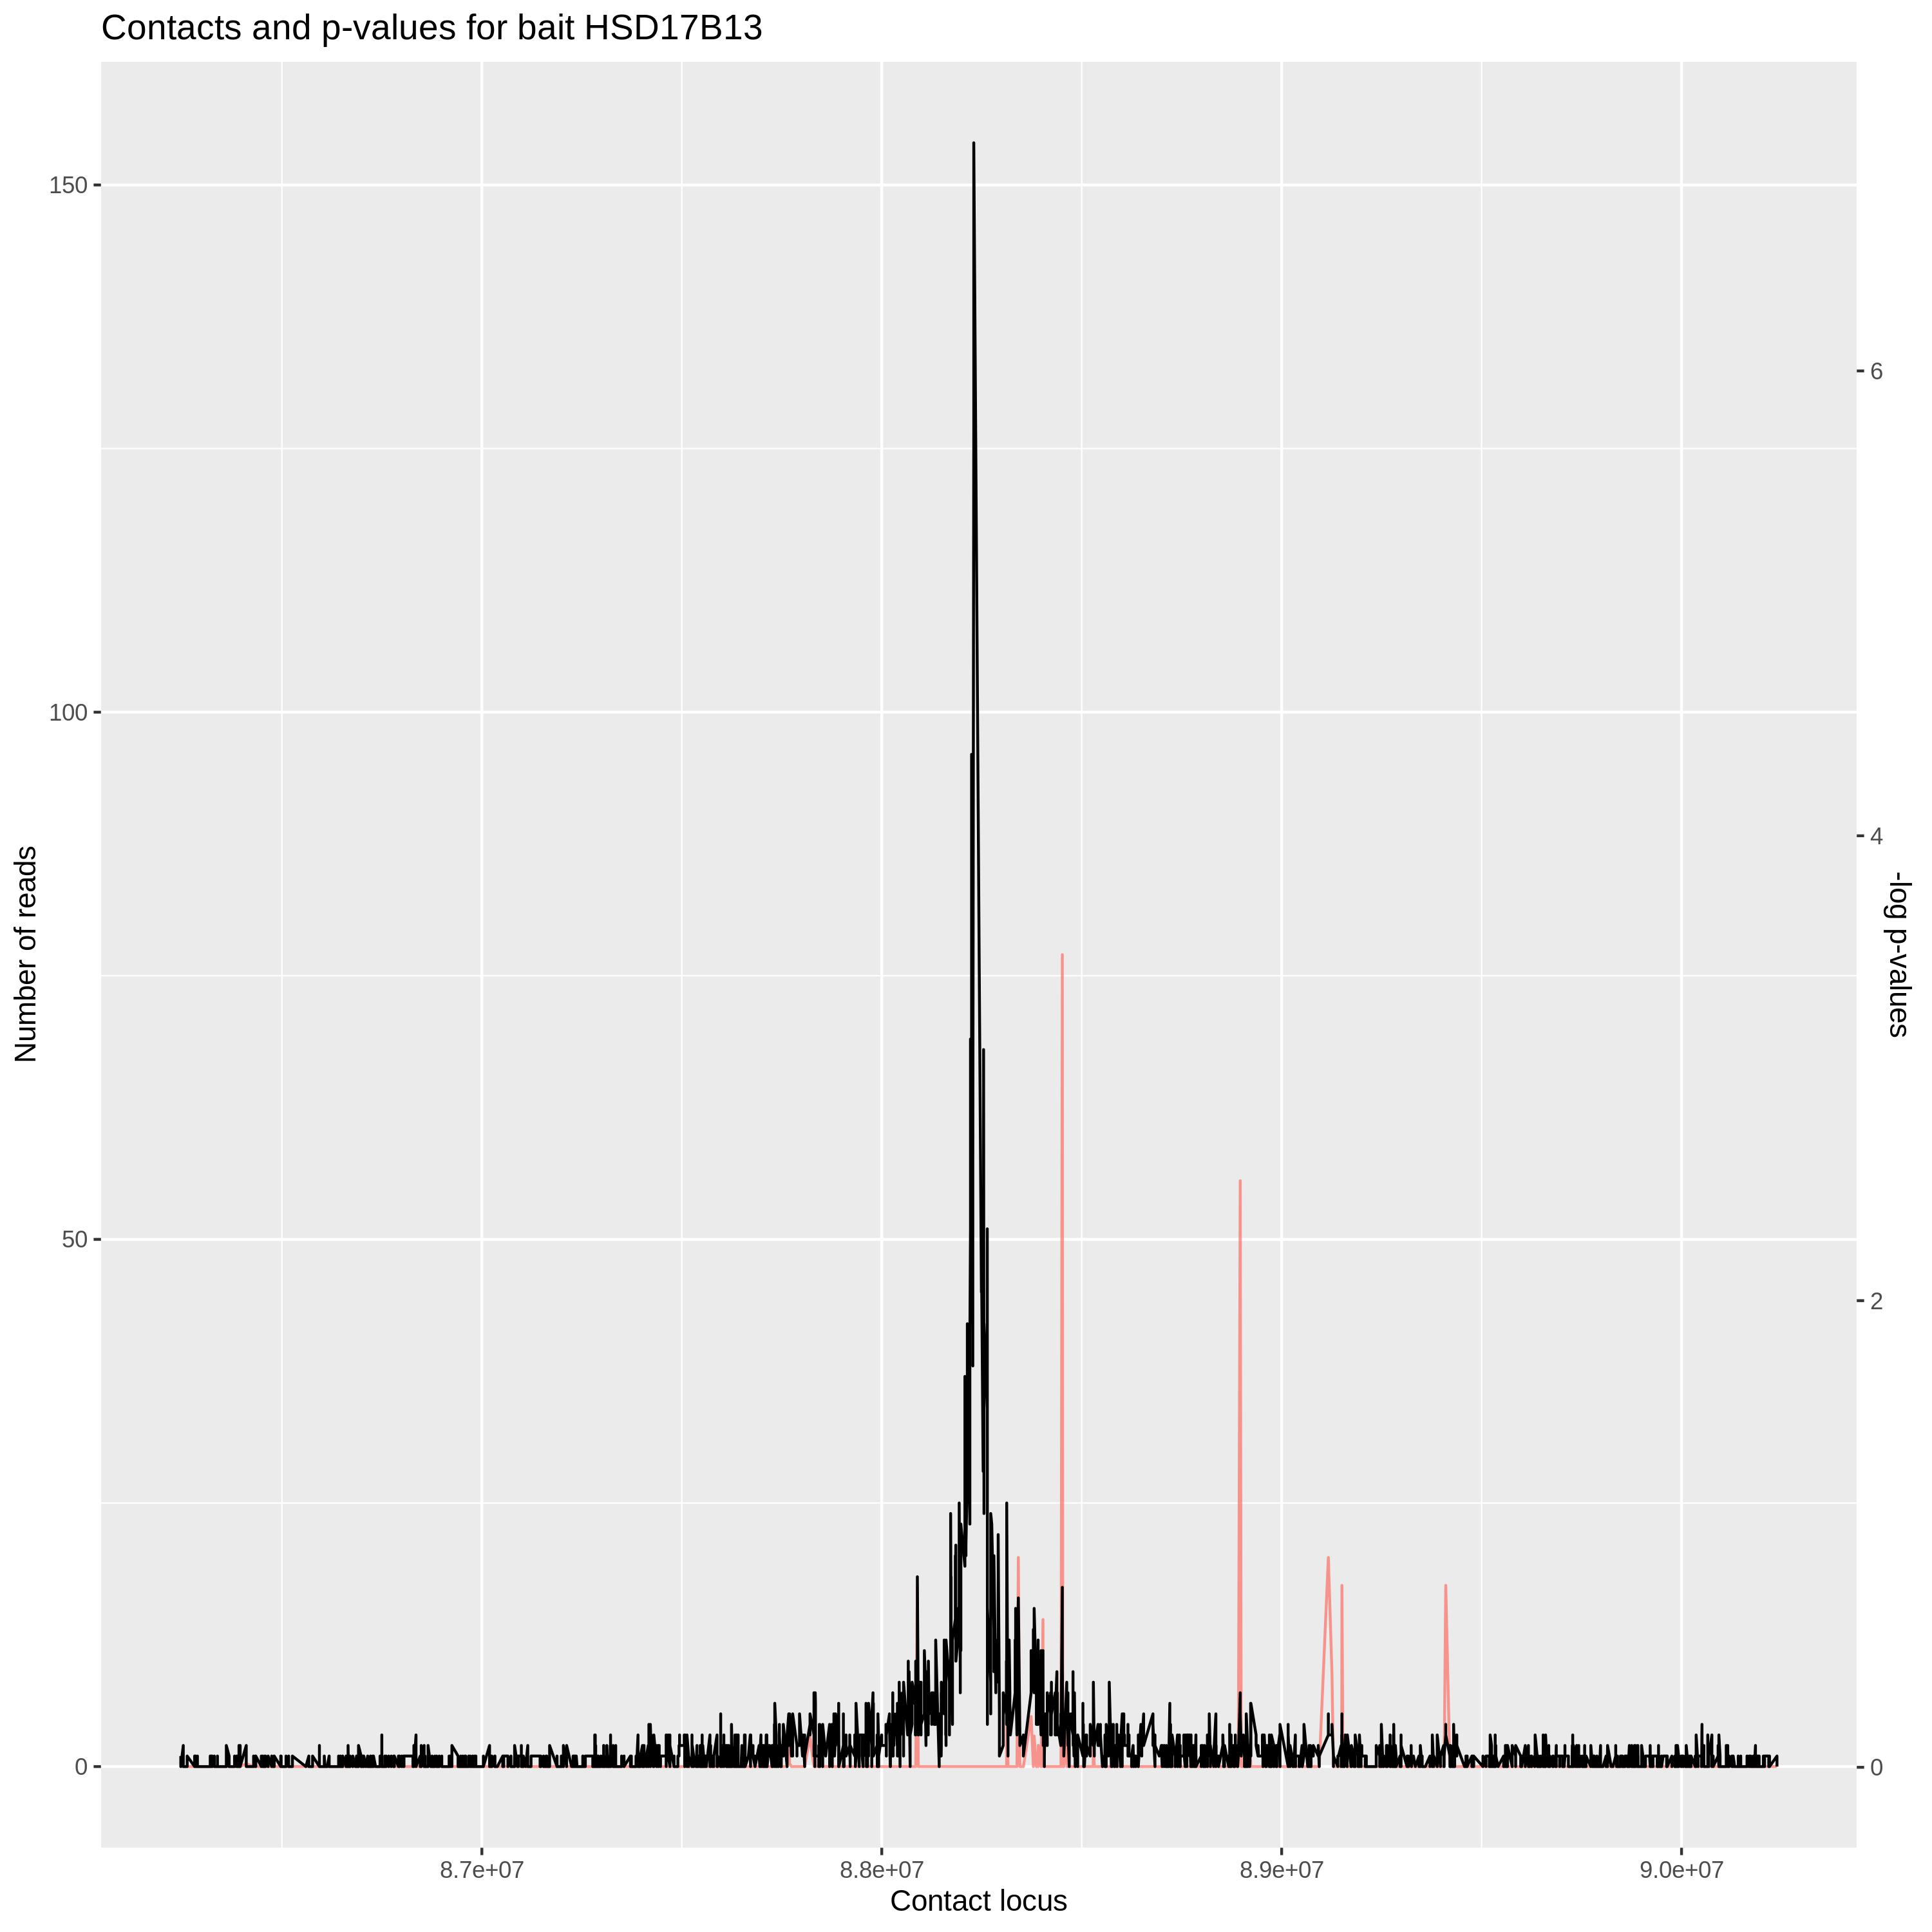 Contacts and p-values for bait HSD17B13
150
100
50
0
6
4
2
0
Number of reads
-log p-values
8.7e+07 8.8e+07 8.9e+07 9.0e+07
Contact locus